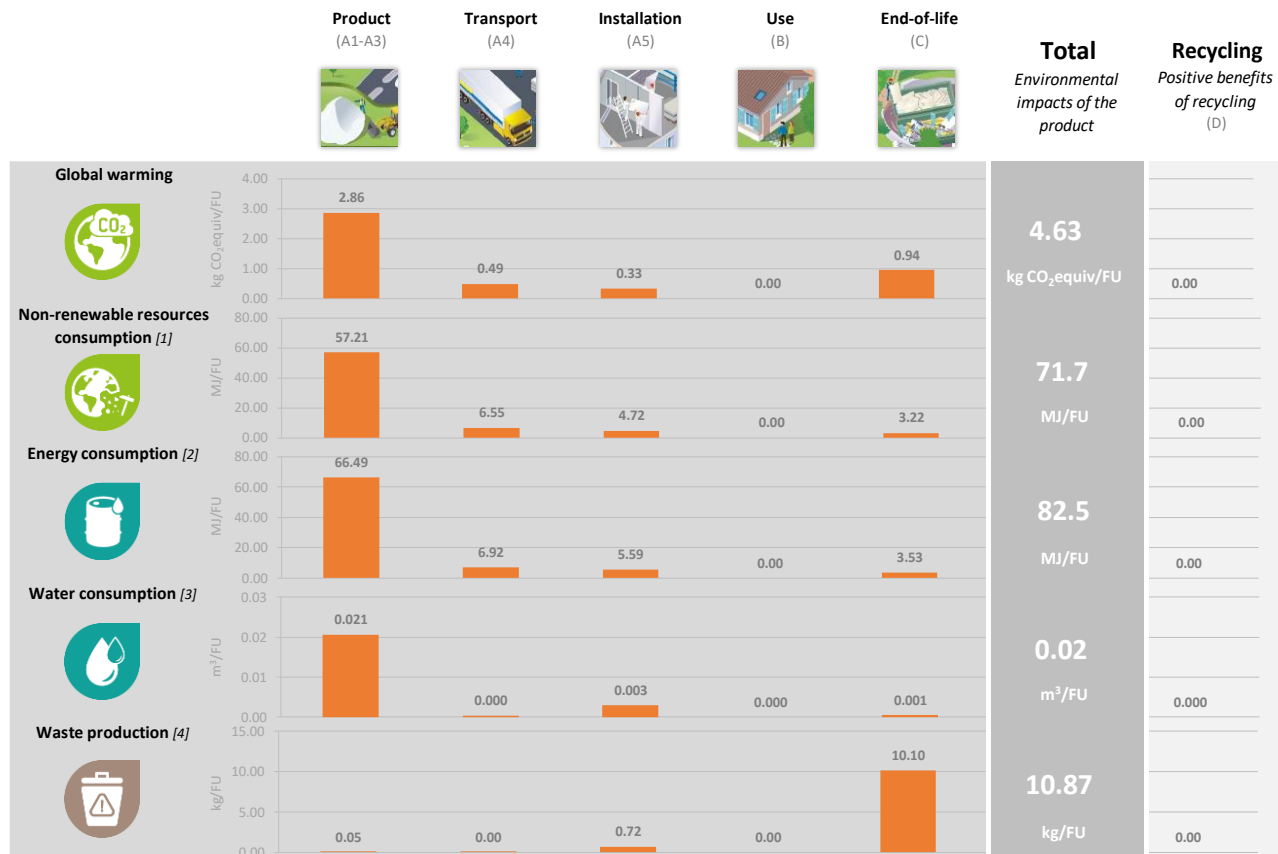 Product
(A1-A3)
Transport
(A4)
Installation
(A5)
Use
(B)
End-of-life
(C)
Total
Environmental
impacts of the
product
Recycling
Positive benefits
of recycling
(D)
Global warming
CO₂
kg CO₂equiv/FU
4.00
3.00
2.00
1.00
0.00
2.86
0.49
0.33
0.00
0.94
4.63
kg CO₂equiv/FU
0.00
Non-renewable resources
consumption [1]
MJ/FU
80.00
60.00
40.00
20.00
0.00
57.21
6.55
4.72
0.00
3.22
71.7
MJ/FU
0.00
Energy consumption [2]
MJ/FU
80.00
60.00
40.00
20.00
0.00
66.49
6.92
5.59
0.00
3.53
82.5
MJ/FU
0.00
Water consumption [3]
m³/FU
0.03
0.02
0.01
0.00
0.021
0.000
0.003
0.000
0.001
0.02
m³/FU
0.000
Waste production [4]
kg/FU
15.00
10.00
5.00
0.00
0.05
0.00
0.72
0.00
10.10
10.87
kg/FU
0.00